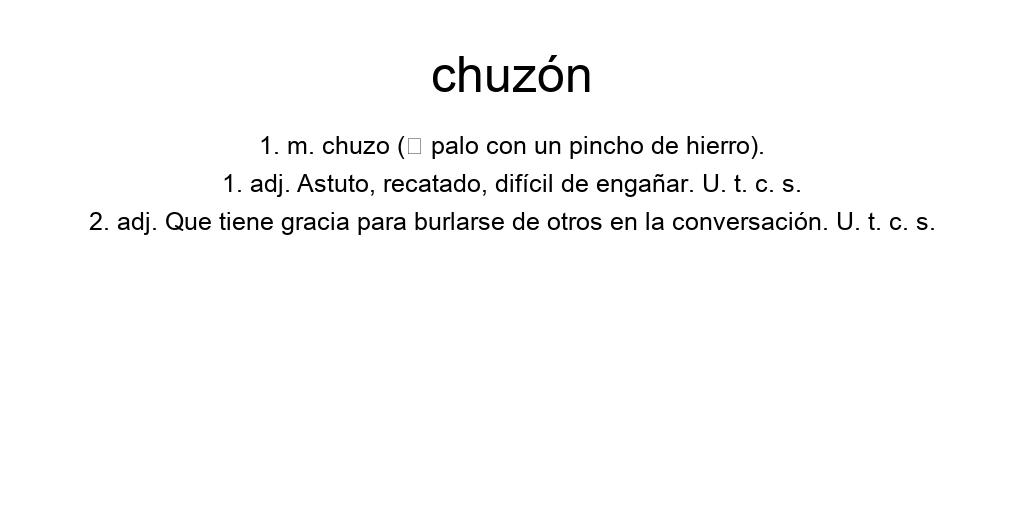 chuzón
1. m. chuzo (□ palo con un pincho de hierro).
1. adj. Astuto, recatado, difícil de engañar. U. t. c. s.
2. adj. Que tiene gracia para burlarse de otros en la conversación. U. t. c. s.